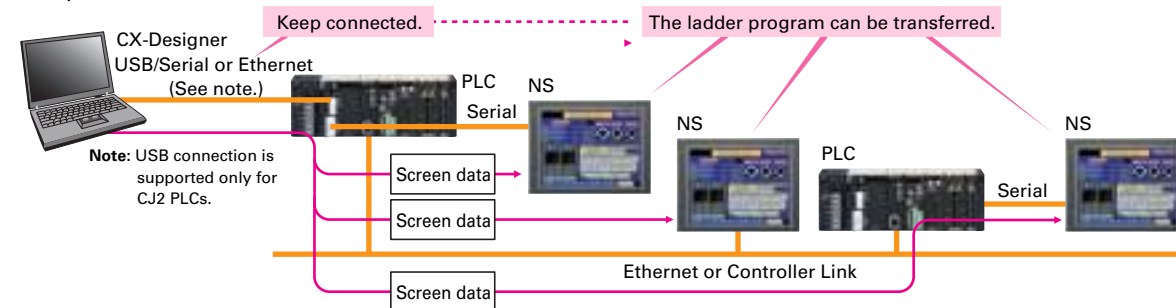 Keep connected.
The ladder program can be transferred.
CX-Designer
USB/Serial or Ethernet
(See note.)
PLC
NS
Serial
Note: USB connection is
supported only for
CJ2 PLCs.
NS
PLC
NS
Serial
Screen data
Screen data
Ethernet or Controller Link
Screen data